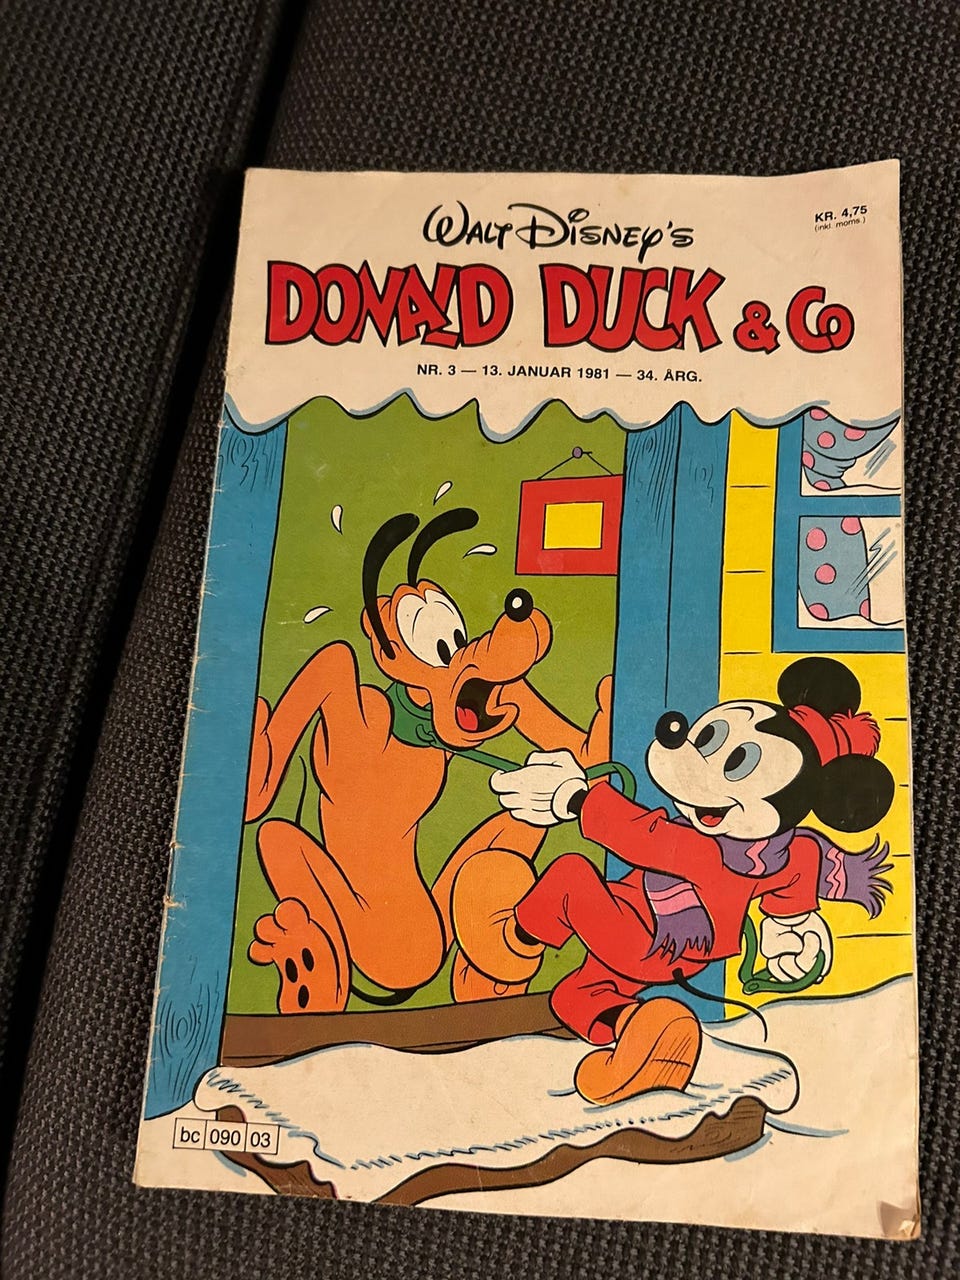 WALT DISNEY'S
KR. 4,75
(inkl. moms.)
DONALD DUCK & CO
NR. 3 — 13. JANUAR 1981 — 34. ÅRG.
bc 090 03